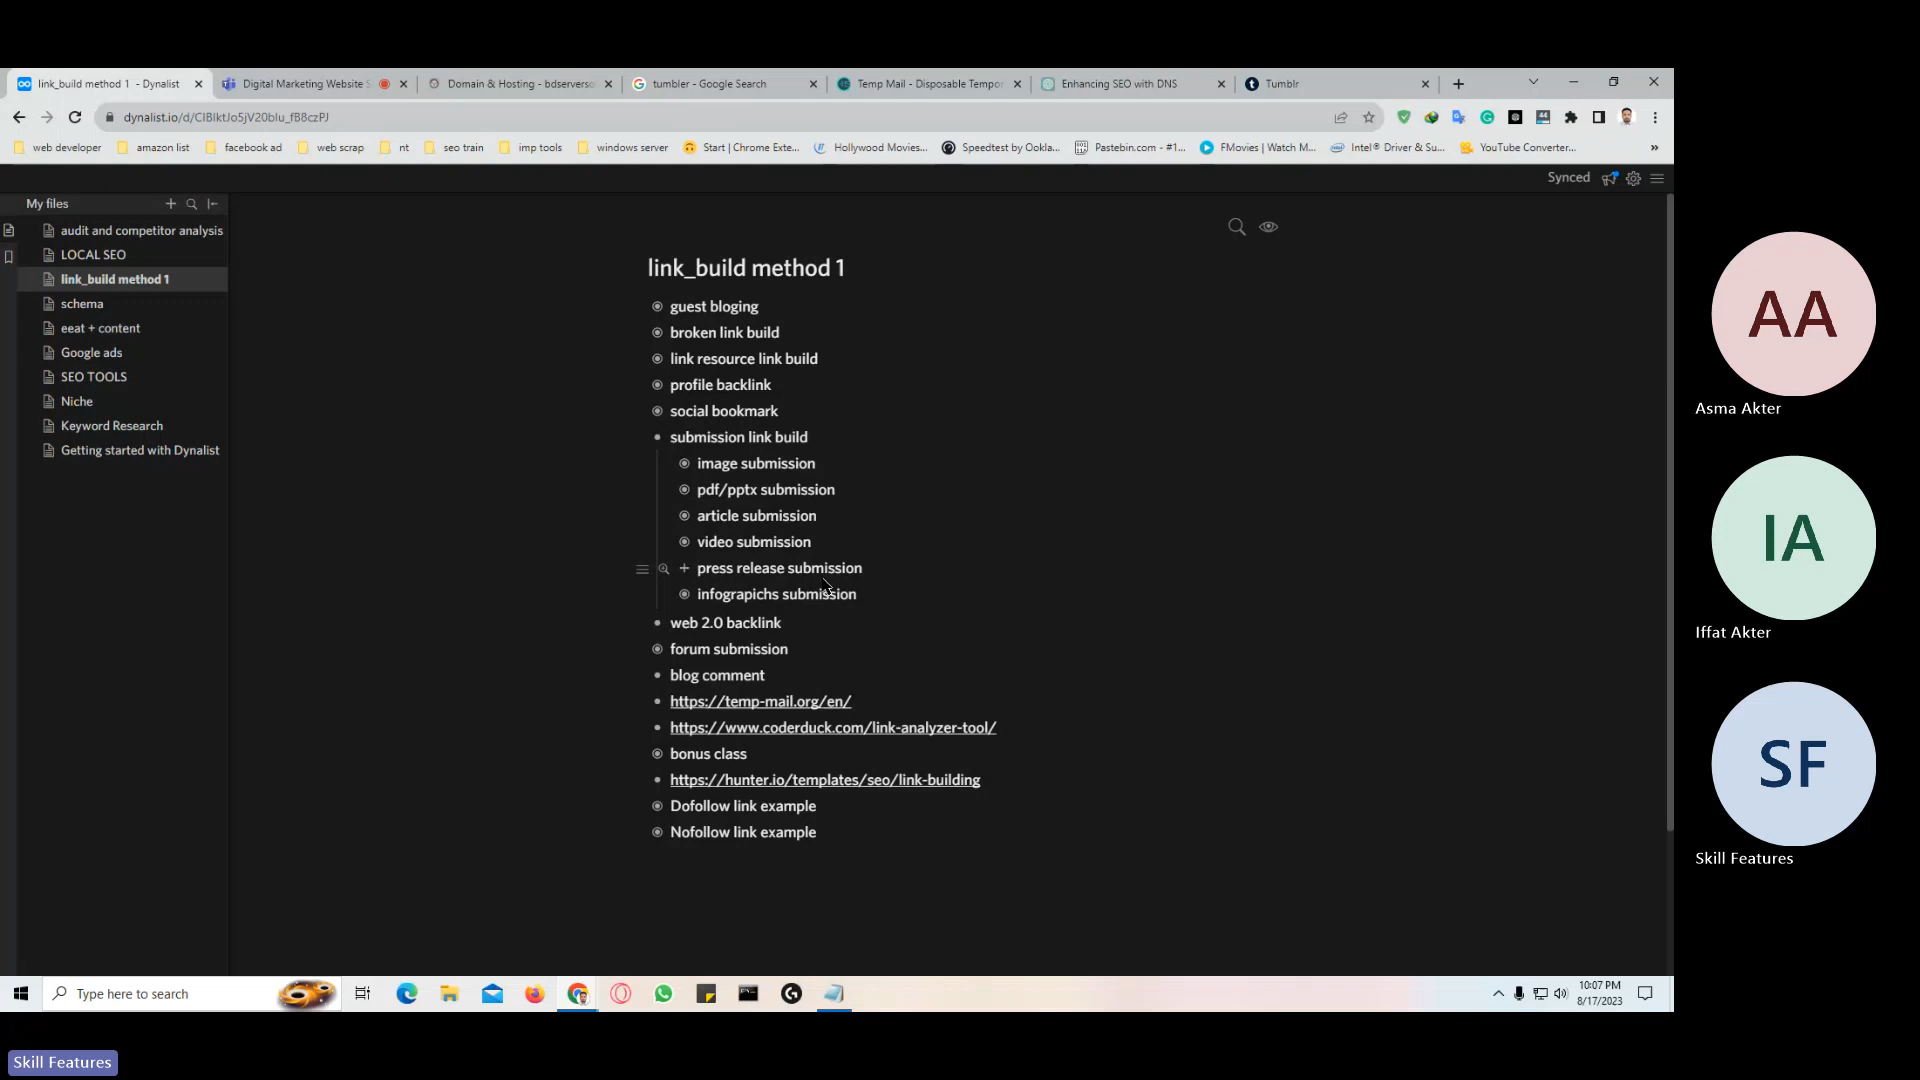 link_build method 1 - Dynalist
Digital Marketing Website S
Domain & Hosting - bdserverso
tumbler - Google Search
Temp Mail - Disposable Tempor
Enhancing SEO with DNS
Tumblr
web developer
amazon list
facebook ad
web scrap
nt
seo train
imp tools
windows server
Start | Chrome Exte...
Hollywood Movies...
Speedtest by Ookla...
Pastebin.com - #1...
FMovies | Watch M...
Intel® Driver & Su...
YouTube Converter...
Synced
My files
audit and competitor analysis
LOCAL SEO
link_build method 1
schema
eeat + content
Google ads
SEO TOOLS
Niche
Keyword Research
Getting started with Dynalist
link_build method 1
guest bloging
broken link build
link resource link build
profile backlink
social bookmark
submission link build
image submission
pdf/pptx submission
article submission
video submission
press release submission
infograpichs submission
web 2.0 backlink
forum submission
blog comment
https://temp-mail.org/en/
https://www.coderduck.com/link-analyzer-tool/
bonus class
https://hunter.io/templates/seo/link-building
Dofollow link example
Nofollow link example
AA
Asma Akter
IA
Iffat Akter
SF
Skill Features
Type here to search
10:07 PM
8/17/2023
Skill Features